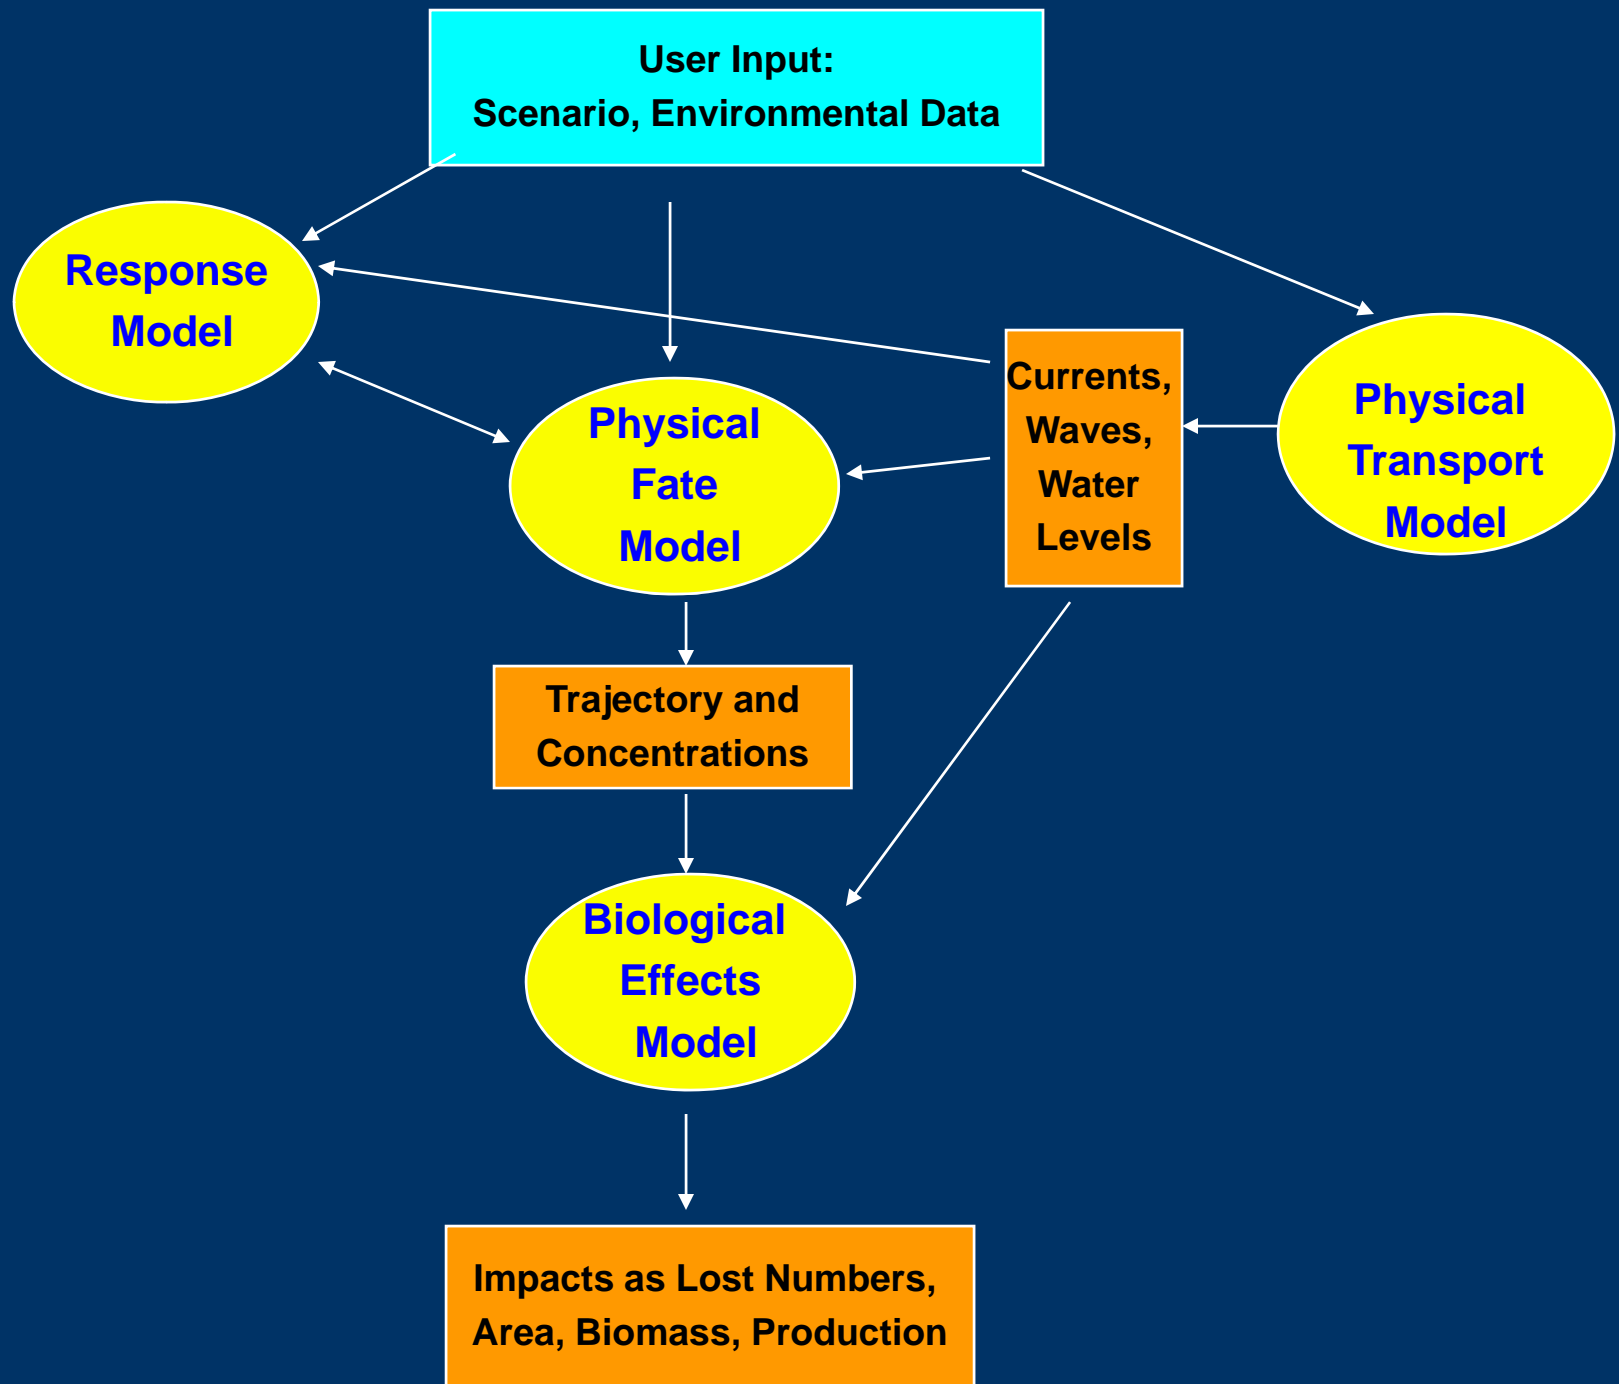 User Input:
Scenario, Environmental Data
Response
Model
Physical
Fate
Model
Currents,
Waves,
Water
Levels
Physical
Transport
Model
Trajectory and
Concentrations
Biological
Effects
Model
Impacts as Lost Numbers,
Area, Biomass, Production